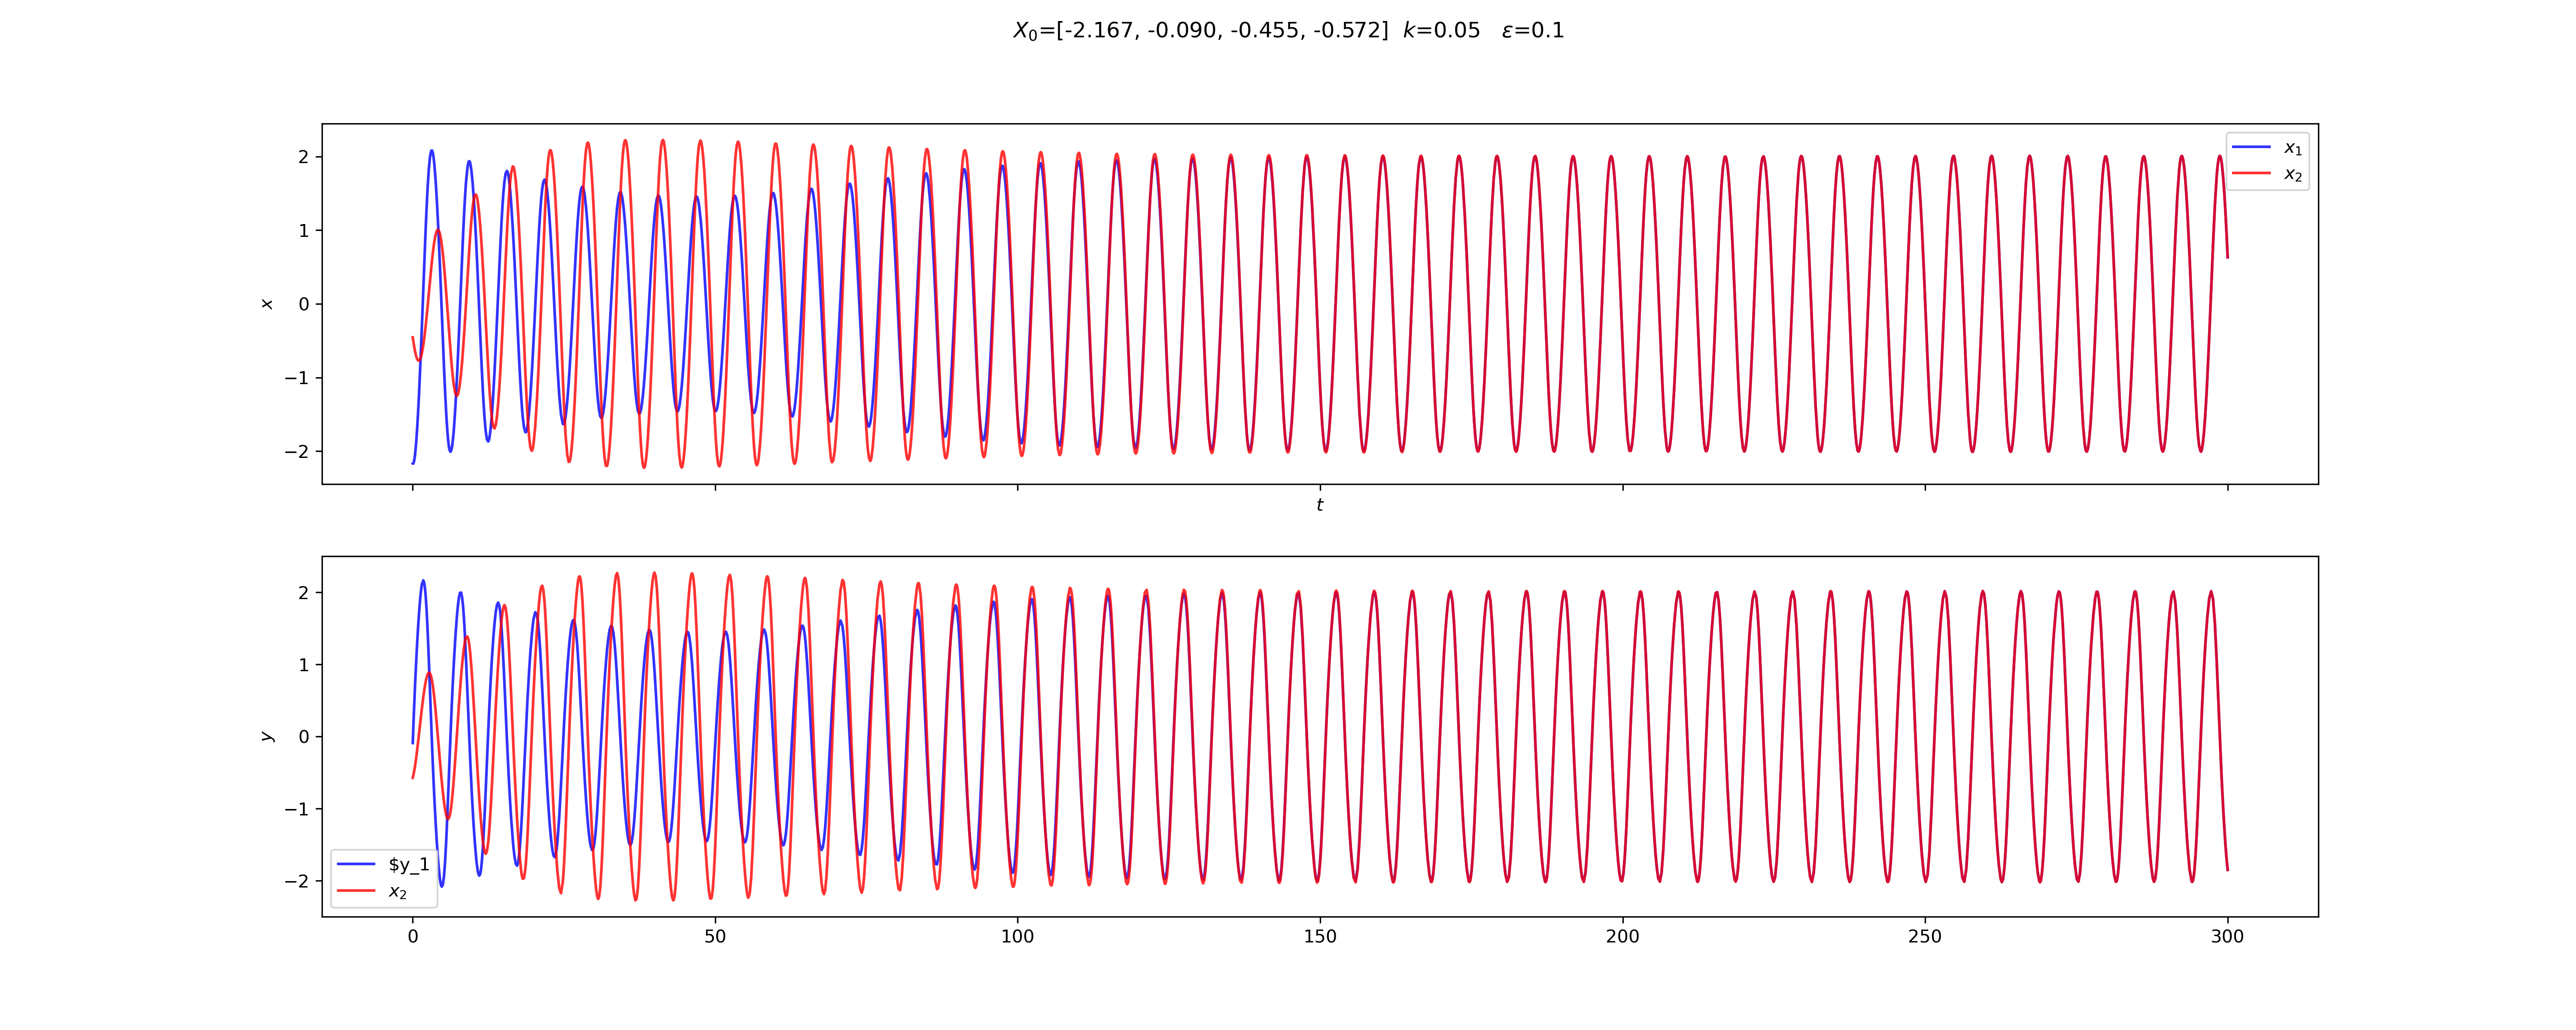 X₀=[-2.167, -0.090, -0.455, -0.572] k=0.05 ε=0.1
2
1
0
−1
−2
x
x₁
x₂
t
2
1
0
−1
−2
y
$y_1
x₂
0 50 100 150 200 250 300